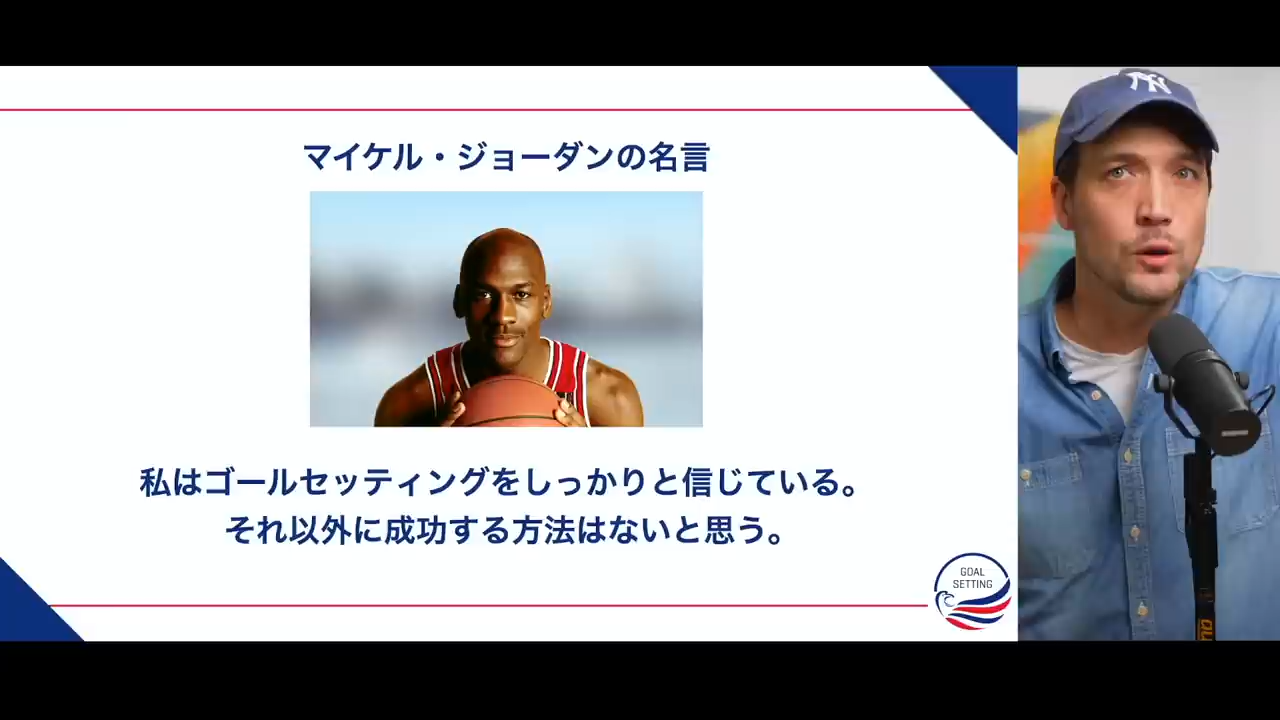 マイケル・ジョーダンの名言
私はゴールセッティングをしっかりと信じている。
それ以外に成功する方法はないと思う。
GOAL
SETTING
NY